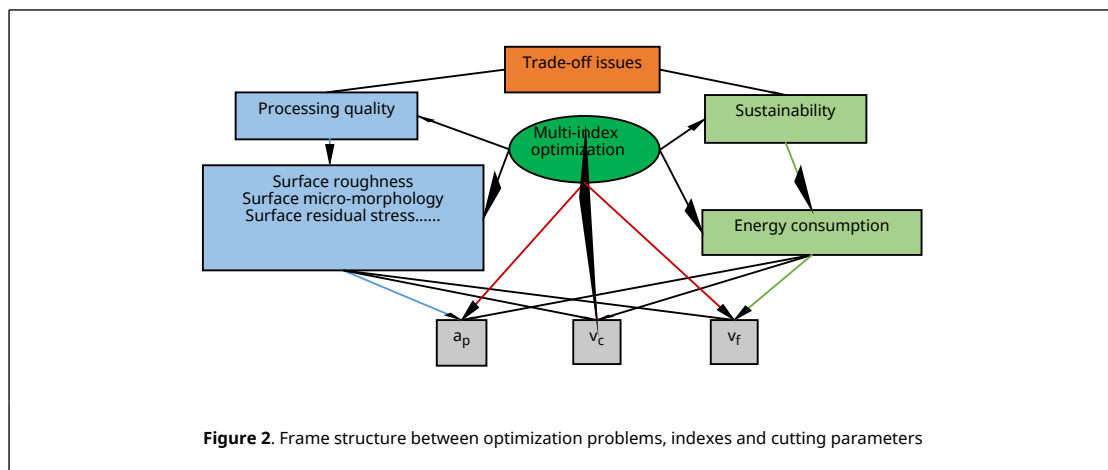 Trade-off issues
Processing quality
Multi-index
optimization
Sustainability
Surface roughness
Surface micro-morphology
Surface residual stress......
Energy consumption
ap
vc
vf
Figure 2. Frame structure between optimization problems, indexes and cutting parameters